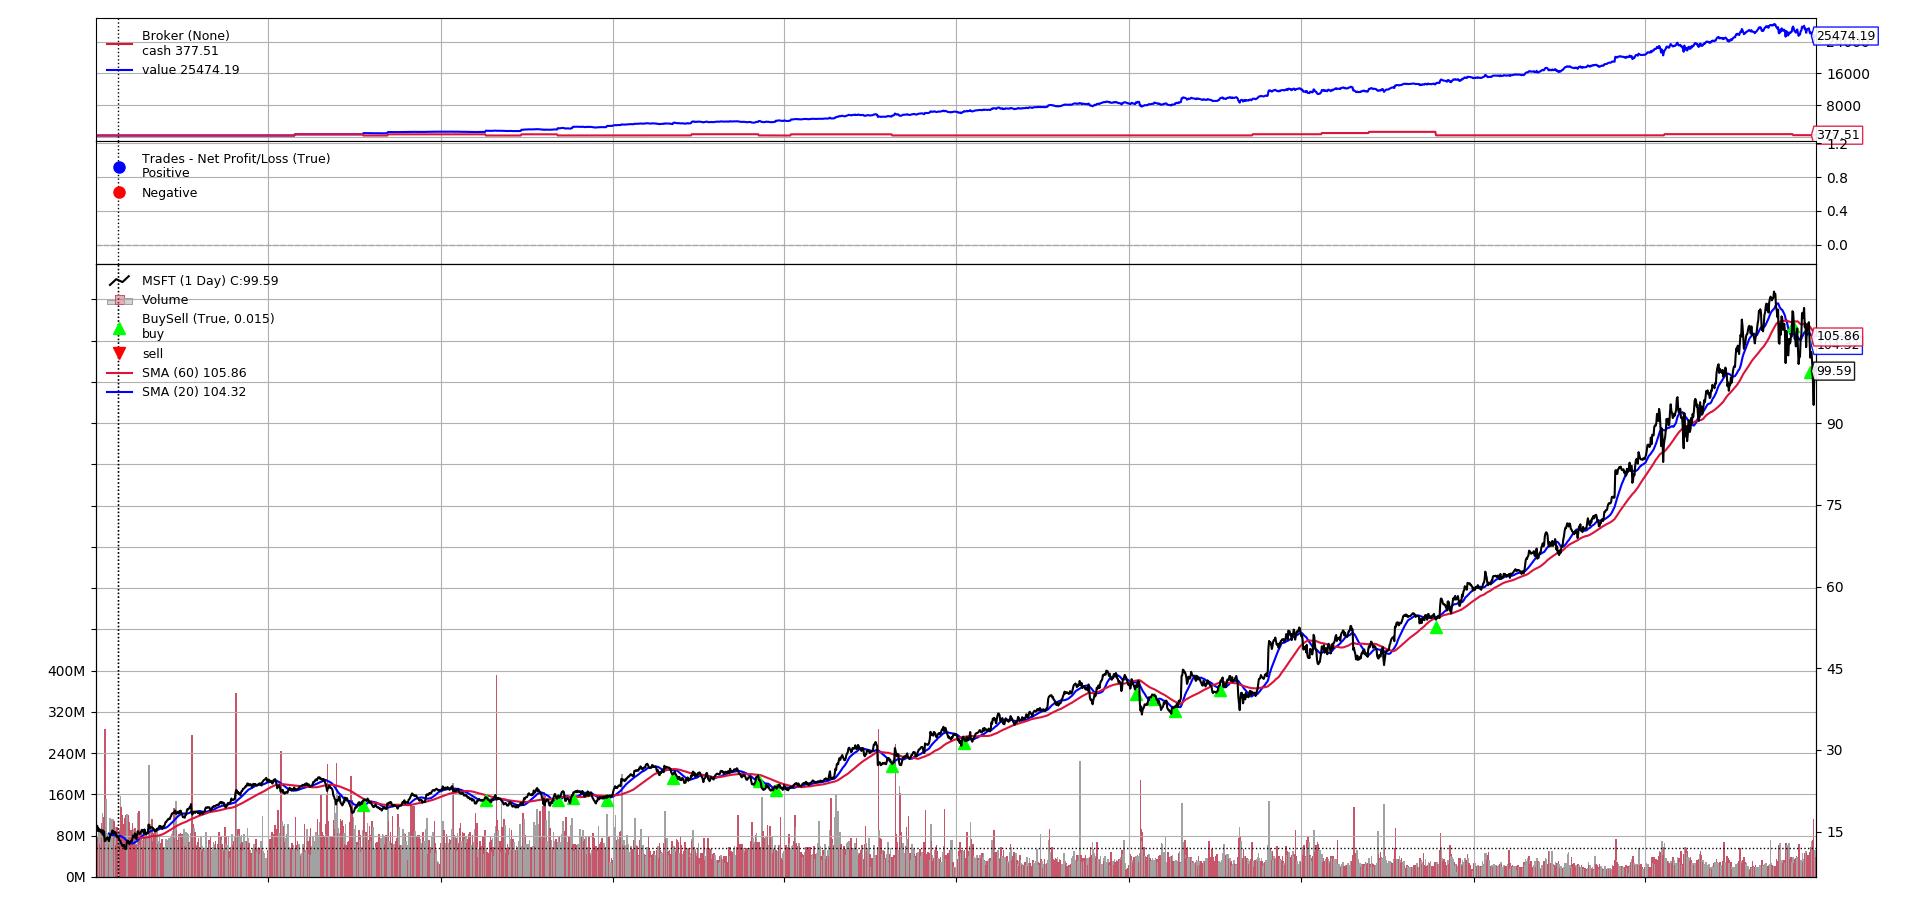 Broker (None)
cash 377.51
value 25474.19
25474.19
16000
8000
377.51
Trades - Net Profit/Loss (True)
Positive
Negative
1.2
0.8
0.4
0.0
MSFT (1 Day) C:99.59
Volume
BuySell (True, 0.015)
buy
sell
SMA (60) 105.86
SMA (20) 104.32
105.86
99.59
90
75
60
45
30
15
400M
320M
240M
160M
80M
0M